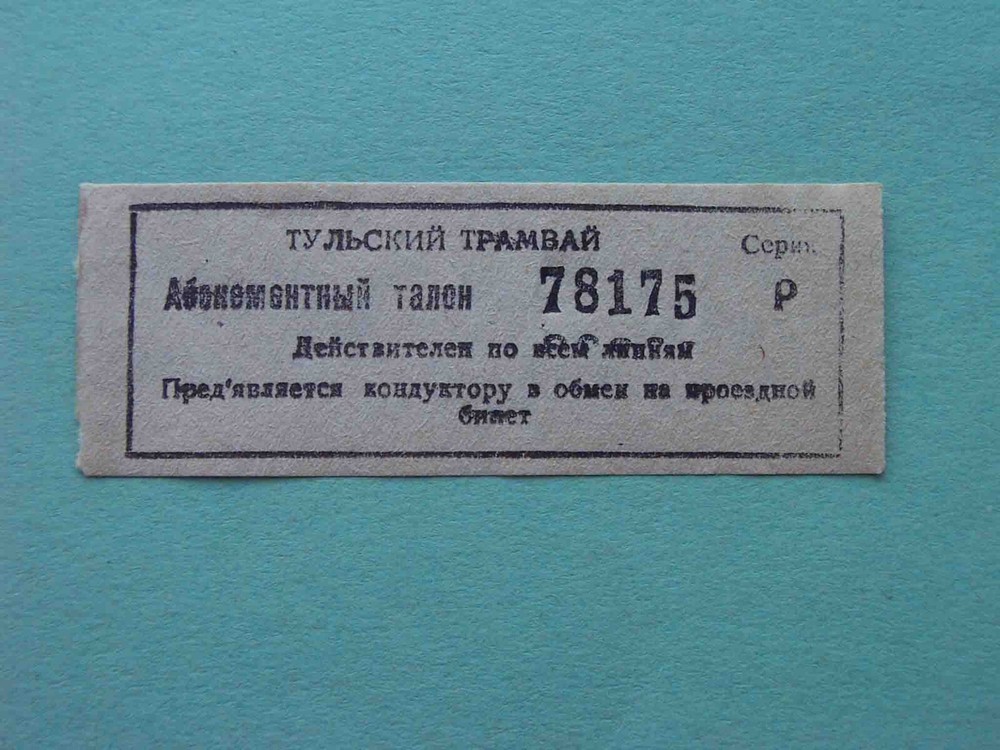 ТУЛЬСКИЙ ТРАМВАЙ Серия
Абонементный талон 78175 Р
Действителен по всем линиям
Пред'является кондуктору в обмен на проездной
билет